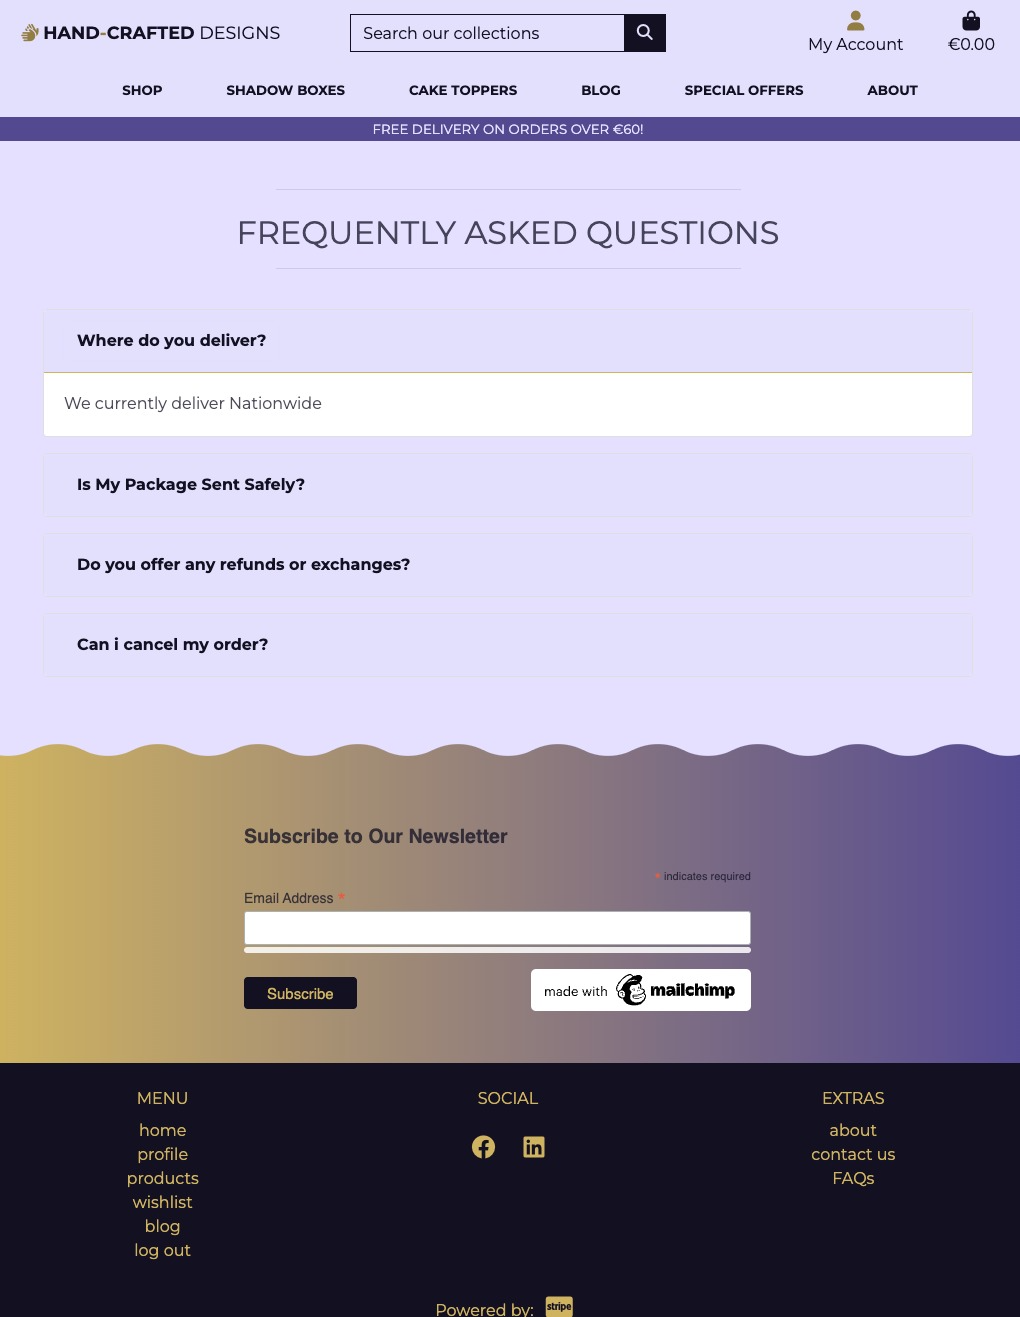 HAND-CRAFTED DESIGNS
Search our collections
My Account
€0.00
SHOP
SHADOW BOXES
CAKE TOPPERS
BLOG
SPECIAL OFFERS
ABOUT
FREE DELIVERY ON ORDERS OVER €60!
FREQUENTLY ASKED QUESTIONS
Where do you deliver?
We currently deliver Nationwide
Is My Package Sent Safely?
Do you offer any refunds or exchanges?
Can i cancel my order?
Subscribe to Our Newsletter
* indicates required
Email Address *
Subscribe
made with mailchimp
MENU
home
profile
products
wishlist
blog
log out
SOCIAL
EXTRAS
about
contact us
FAQs
Powered by: stripe